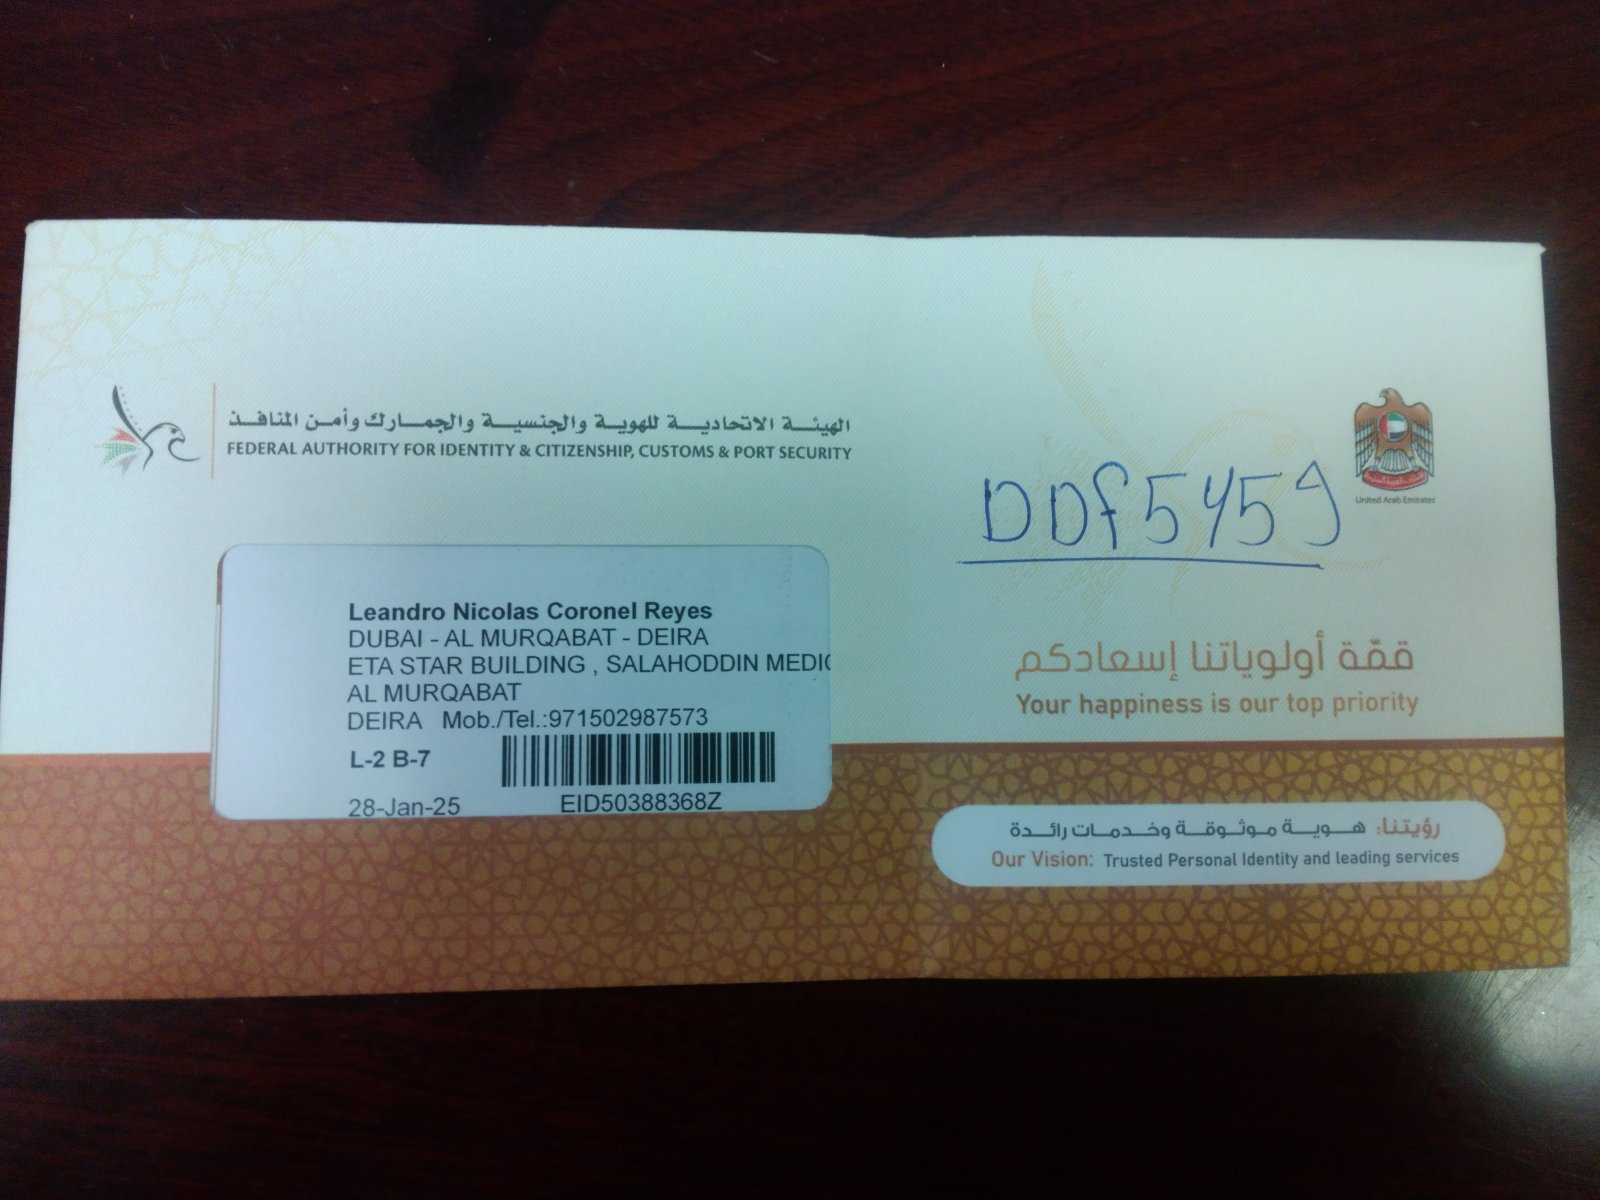 الهيئة الاتحادية للهوية والجنسية والجمارك وأمن المنافذ
FEDERAL AUTHORITY FOR IDENTITY & CITIZENSHIP, CUSTOMS & PORT SECURITY
Leandro Nicolas Coronel Reyes
DUBAI - AL MURQABAT - DEIRA
ETA STAR BUILDING , SALAHODDIN MEDIC
AL MURQABAT
DEIRA Mob./Tel.:971502987573
L-2 B-7
28-Jan-25 EID50388368Z
United Arab Emirates
DDf5459
قمّة أولوياتنا إسعادكم
Your happiness is our top priority
رؤيتنا: هوية موثوقة وخدمات رائدة
Our Vision: Trusted Personal Identity and leading services